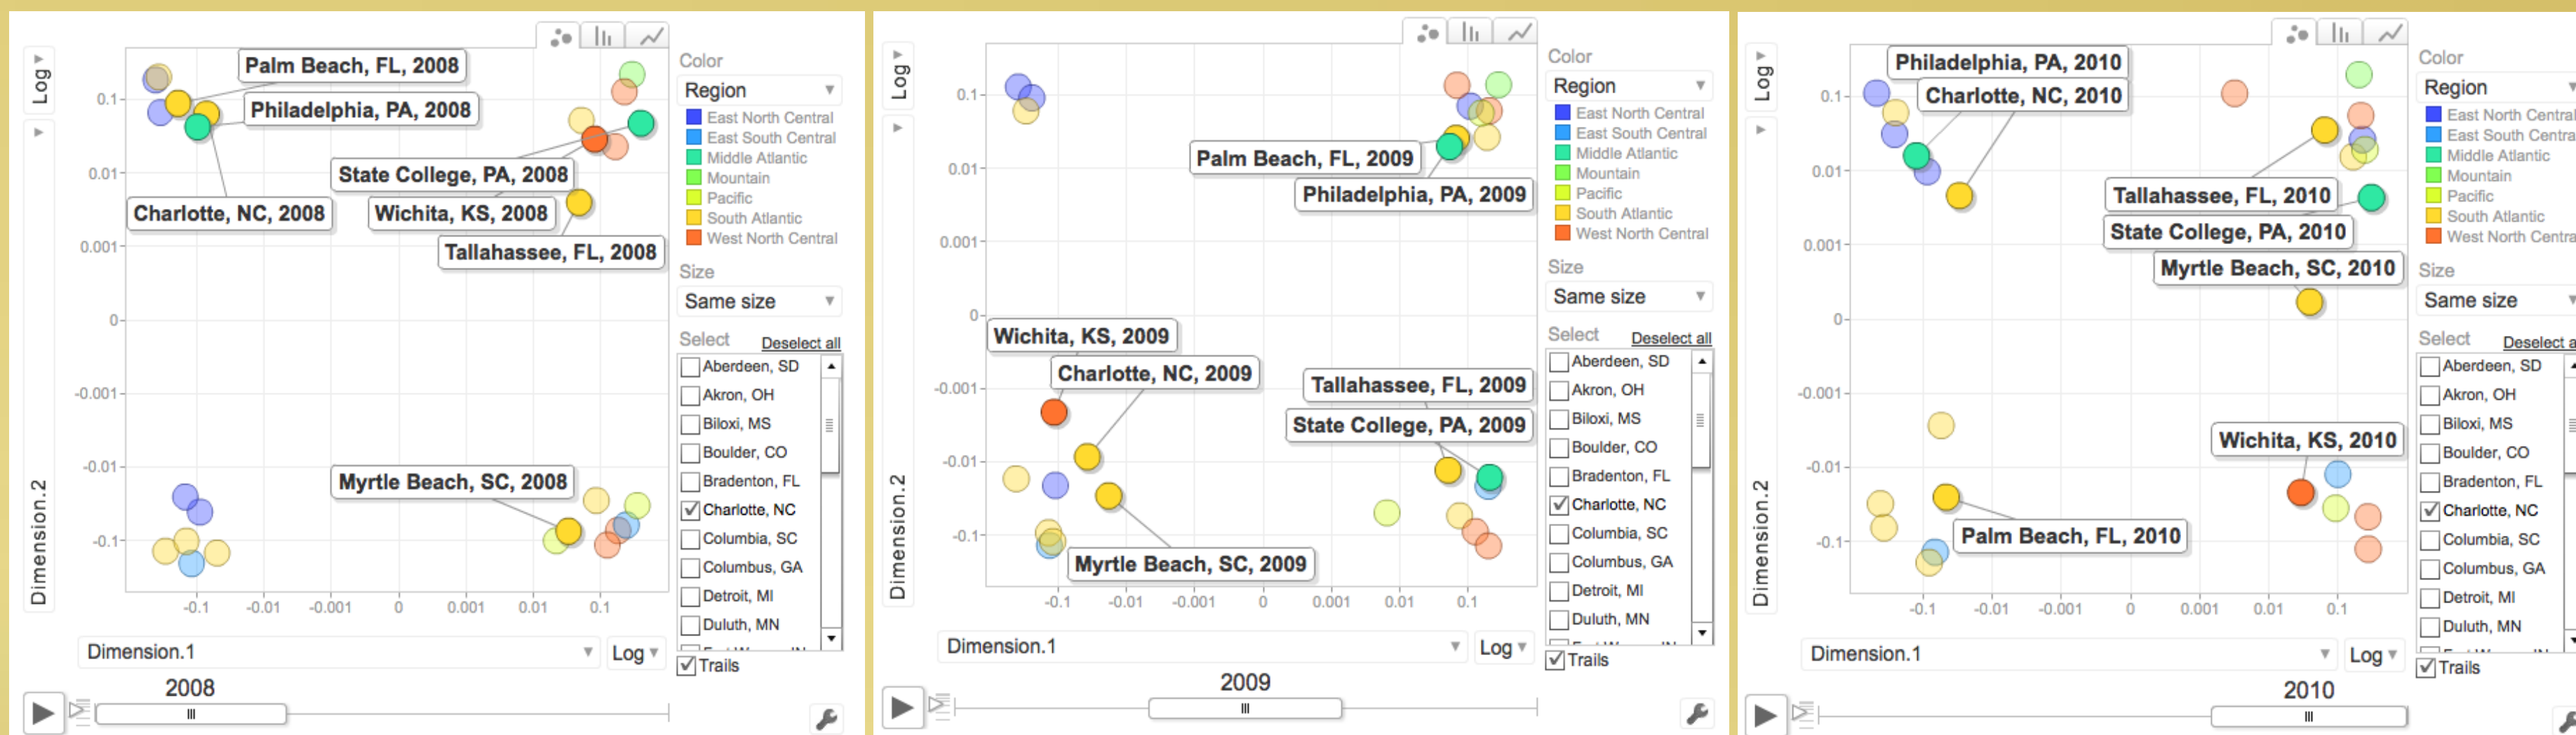 Log
Dimension.2
0.1
0.01
0.001
0
-0.001
-0.01
-0.1
Palm Beach, FL, 2008
Philadelphia, PA, 2008
State College, PA, 2008
Charlotte, NC, 2008
Wichita, KS, 2008
Tallahassee, FL, 2008
Myrtle Beach, SC, 2008
-0.1 -0.01 -0.001 0 0.001 0.01 0.1
Dimension.1 Log
2008
Color
Region
East North Central
East South Central
Middle Atlantic
Mountain
Pacific
South Atlantic
West North Central
Size
Same size
Select Deselect all
Aberdeen, SD
Akron, OH
Biloxi, MS
Boulder, CO
Bradenton, FL
Charlotte, NC
Columbia, SC
Columbus, GA
Detroit, MI
Duluth, MN
Trails
Log
Dimension.2
0.1
0.01
0.001
0
-0.001
-0.01
-0.1
Palm Beach, FL, 2009
Philadelphia, PA, 2009
Wichita, KS, 2009
Charlotte, NC, 2009
Tallahassee, FL, 2009
State College, PA, 2009
Myrtle Beach, SC, 2009
-0.1 -0.01 -0.001 0 0.001 0.01 0.1
Dimension.1 Log
2009
Color
Region
East North Central
East South Central
Middle Atlantic
Mountain
Pacific
South Atlantic
West North Central
Size
Same size
Select Deselect all
Aberdeen, SD
Akron, OH
Biloxi, MS
Boulder, CO
Bradenton, FL
Charlotte, NC
Columbia, SC
Columbus, GA
Detroit, MI
Duluth, MN
Trails
Log
Dimension.2
0.1
0.01
0.001
0
-0.001
-0.01
-0.1
Philadelphia, PA, 2010
Charlotte, NC, 2010
Tallahassee, FL, 2010
State College, PA, 2010
Myrtle Beach, SC, 2010
Wichita, KS, 2010
Palm Beach, FL, 2010
-0.1 -0.01 -0.001 0 0.001 0.01 0.1
Dimension.1 Log
2010
Color
Region
East North Central
East South Central
Middle Atlantic
Mountain
Pacific
South Atlantic
West North Centra
Size
Same size
Select Deselect a
Aberdeen, SD
Akron, OH
Biloxi, MS
Boulder, CO
Bradenton, FL
Charlotte, NC
Columbia, SC
Columbus, GA
Detroit, MI
Duluth, MN
Trails